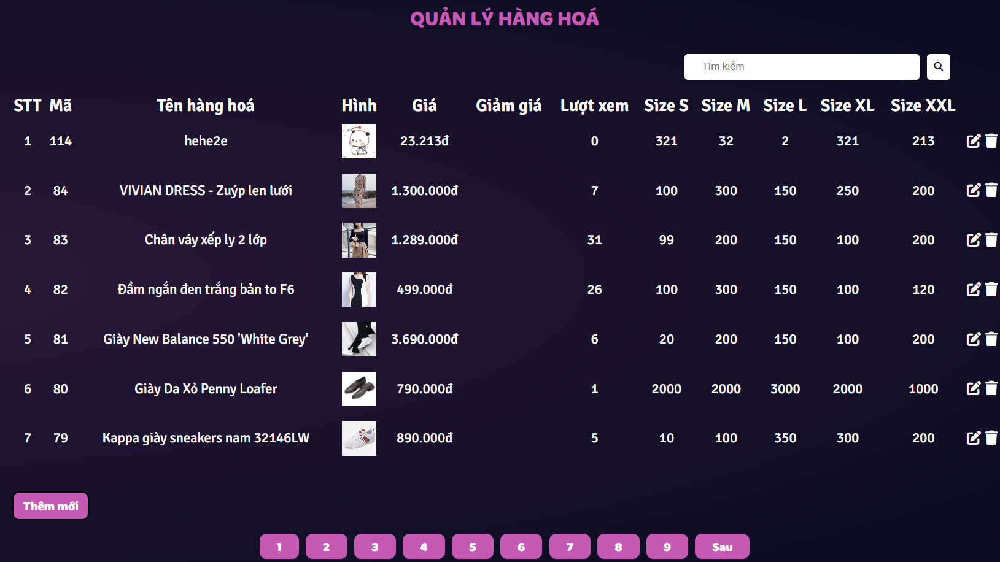 QUẢN LÝ HÀNG HOÁ
Tìm kiếm
STT Mã Tên hàng hoá Hình Giá Giảm giá Lượt xem Size S Size M Size L Size XL Size XXL
1 114 hehe2e 23.213đ 0 321 32 2 321 213
2 84 VIVIAN DRESS - Zuýp len lưới 1.300.000đ 7 100 300 150 250 200
3 83 Chân váy xếp ly 2 lớp 1.289.000đ 31 99 200 150 100 200
4 82 Đầm ngắn đen trắng bản to F6 499.000đ 26 100 300 150 100 120
5 81 Giày New Balance 550 'White Grey' 3.690.000đ 6 20 200 150 100 200
6 80 Giày Da Xỏ Penny Loafer 790.000đ 1 2000 2000 3000 2000 1000
7 79 Kappa giày sneakers nam 32146LW 890.000đ 5 10 100 350 300 200
Thêm mới
1 2 3 4 5 6 7 8 9 Sau